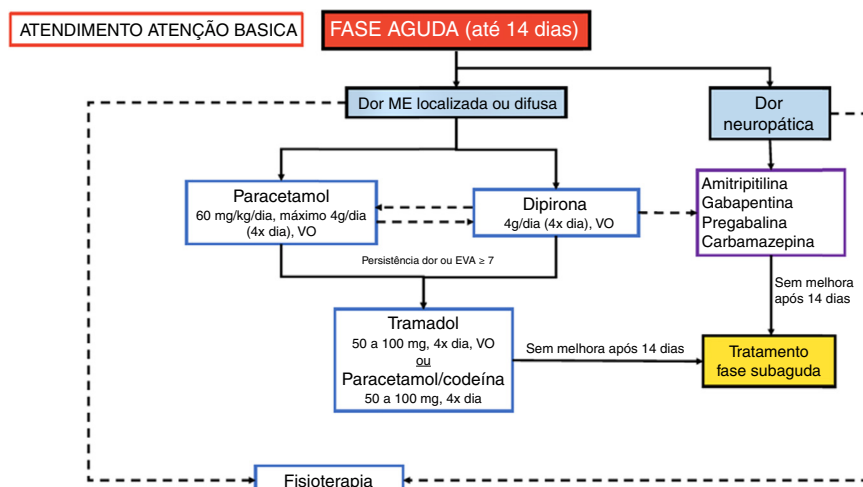 ATENDIMENTO ATENÇÃO BASICA
FASE AGUDA (até 14 dias)
Dor ME localizada ou difusa
Dor
neuropática
Paracetamol
60 mg/kg/dia, máximo 4g/dia
(4x dia), VO
Dipirona
4g/dia (4x dia), VO
Amitripitilina
Gabapentina
Pregabalina
Carbamazepina
Persistência dor ou EVA ≥ 7
Sem melhora
após 14 dias
Tramadol
50 a 100 mg, 4x dia, VO
ou
Paracetamol/codeína
50 a 100 mg, 4x dia
Sem melhora após 14 dias
Tratamento
fase subaguda
Fisioterapia